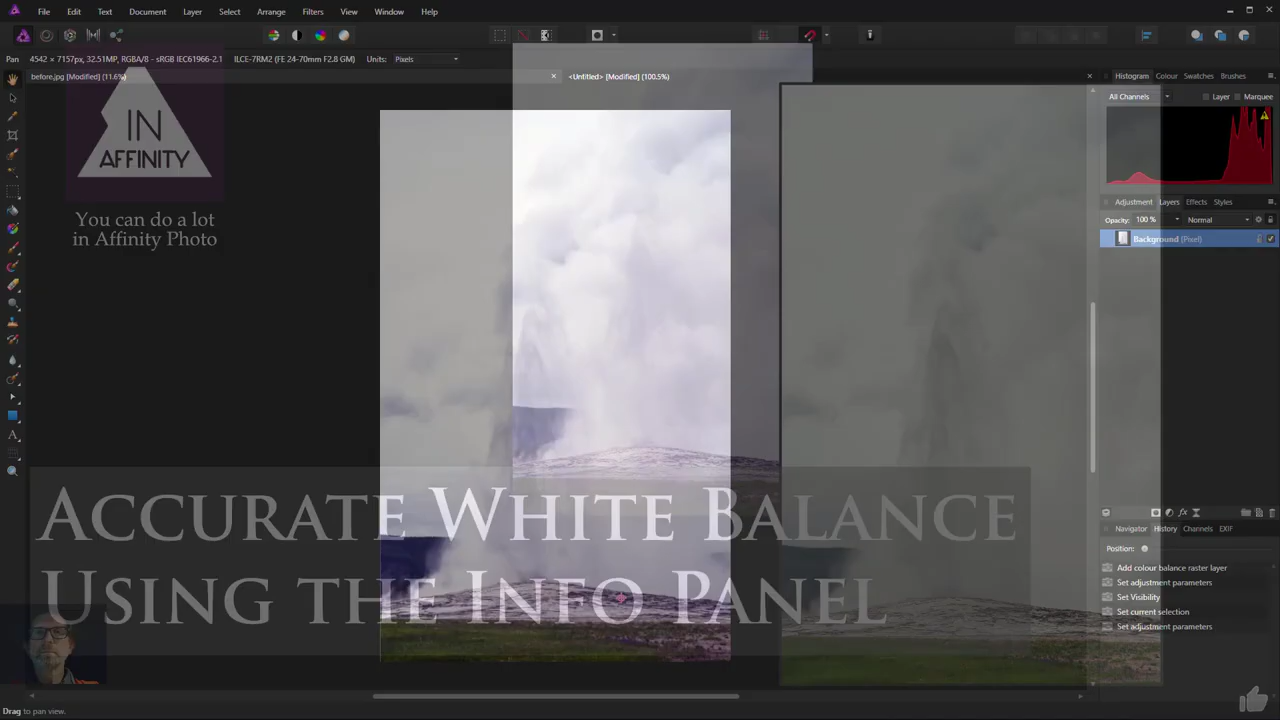 File Edit Text Document Layer Select Arrange Filters View Window Help
Pan 4542 × 7157px, 32.51MP, RGBA/8 - sRGB IEC61966-2.1 ILCE-7RM2 (FE 24-70mm F2.8 GM) Units: Pixels
before.jpg [Modified] (11.6%) <Untitled> [Modified] (100.5%)
Histogram Colour Swatches Brushes
All Channels Layer Marquee
IN
AFFINITY
You can do a lot
in Affinity Photo
Adjustment Layers Effects Styles
Opacity: 100 % Normal
Background (Pixel)
Accurate White Balance
Using the Info Panel
Navigator History Channels EXIF
Position:
Add colour balance raster layer
Set adjustment parameters
Set Visibility
Set current selection
Set adjustment parameters
Drag to pan view.